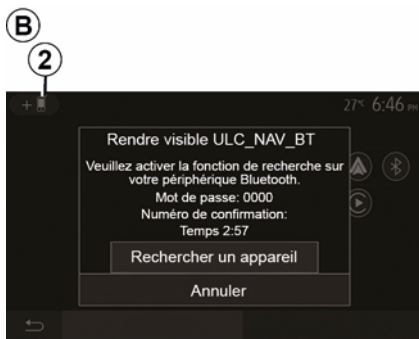 B
2
27°C 6:46 PM
Rendre visible ULC_NAV_BT
Veuillez activer la fonction de recherche sur
votre périphérique Bluetooth.
Mot de passe: 0000
Numéro de confirmation:
Temps 2:57
Rechercher un appareil
Annuler